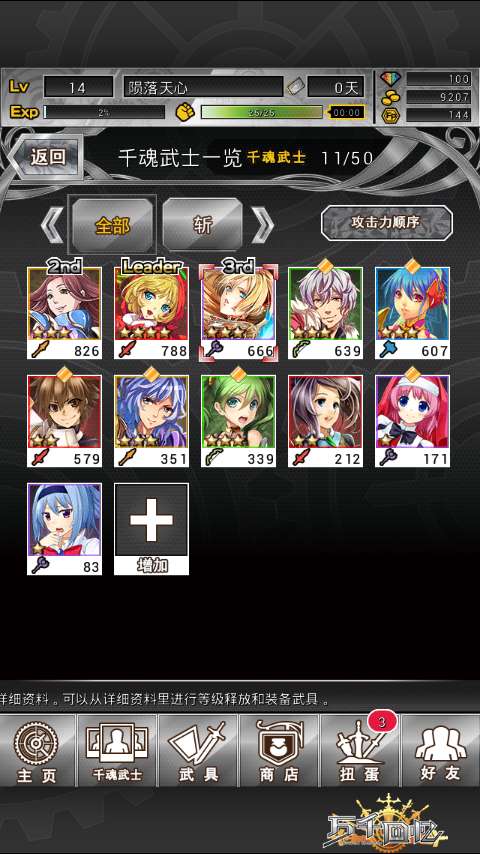 Lv 14 陨落天心 0天 100
9207
Exp 2% 25/25 00:00 144
返回 千魂武士一览 千魂武士 11/50
全部 斩 攻击力顺序
2nd Leader 3rd
826 788 666 639 607
579 351 339 212 171
83 增加
详细资料。可以从详细资料里进行等级释放和装备武具。
3
主页 千魂武士 武具 商店 扭蛋 好友
万千回忆